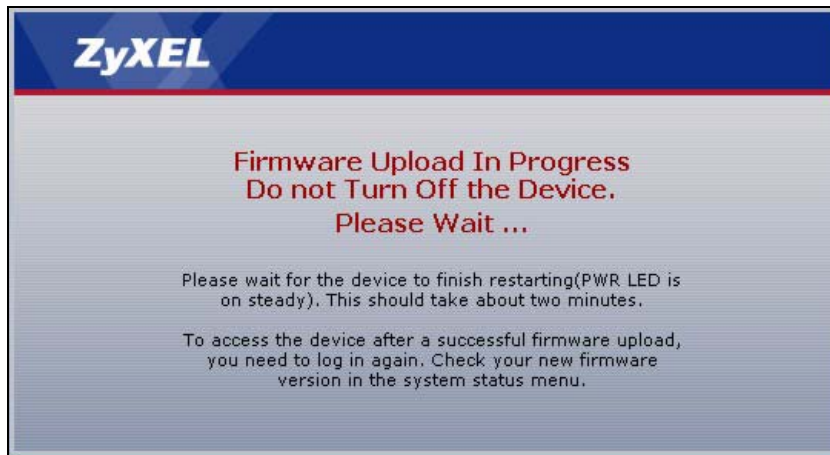 ZyXEL
Firmware Upload In Progress
Do not Turn Off the Device.
Please Wait ...
Please wait for the device to finish restarting(PWR LED is
on steady). This should take about two minutes.
To access the device after a successful firmware upload,
you need to log in again. Check your new firmware
version in the system status menu.